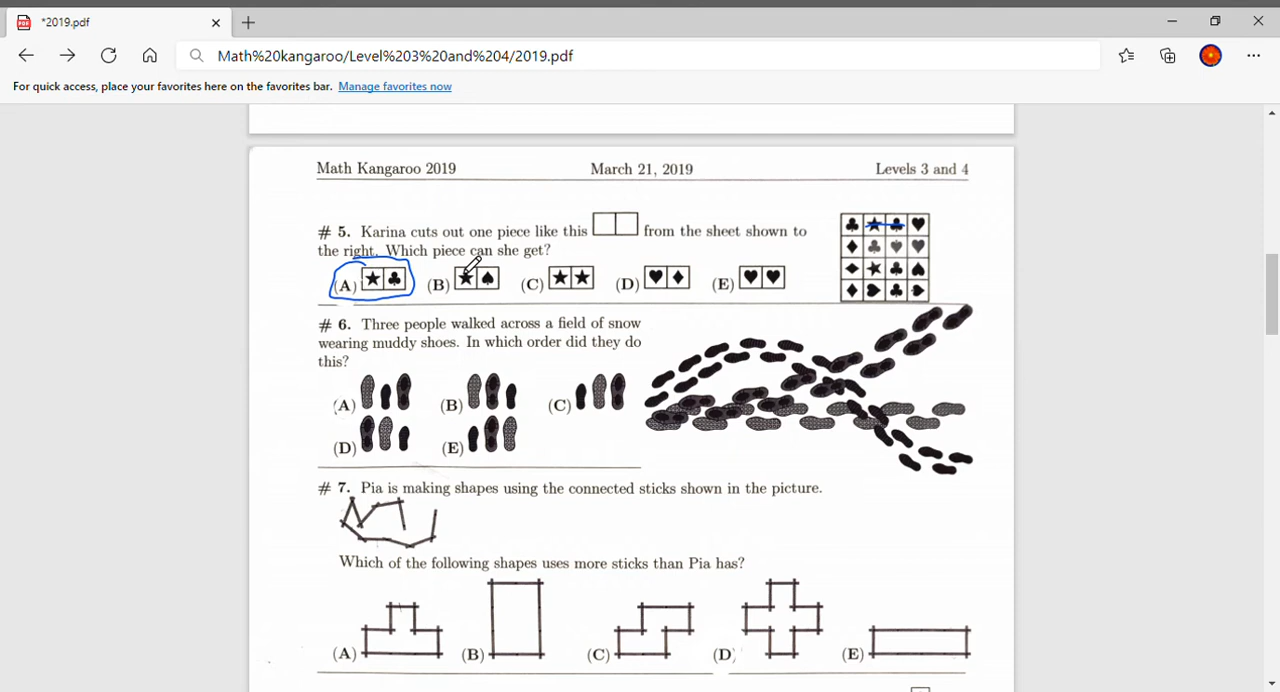 *2019.pdf
Math%20kangaroo/Level%203%20and%204/2019.pdf
For quick access, place your favorites here on the favorites bar. Manage favorites now
Math Kangaroo 2019 March 21, 2019 Levels 3 and 4
# 5. Karina cuts out one piece like this from the sheet shown to
the right. Which piece can she get?
(A) (B) (C) (D) (E)
# 6. Three people walked across a field of snow
wearing muddy shoes. In which order did they do
this?
(A) (B) (C)
(D) (E)
# 7. Pia is making shapes using the connected sticks shown in the picture.
Which of the following shapes uses more sticks than Pia has?
(A) (B) (C) (D) (E)